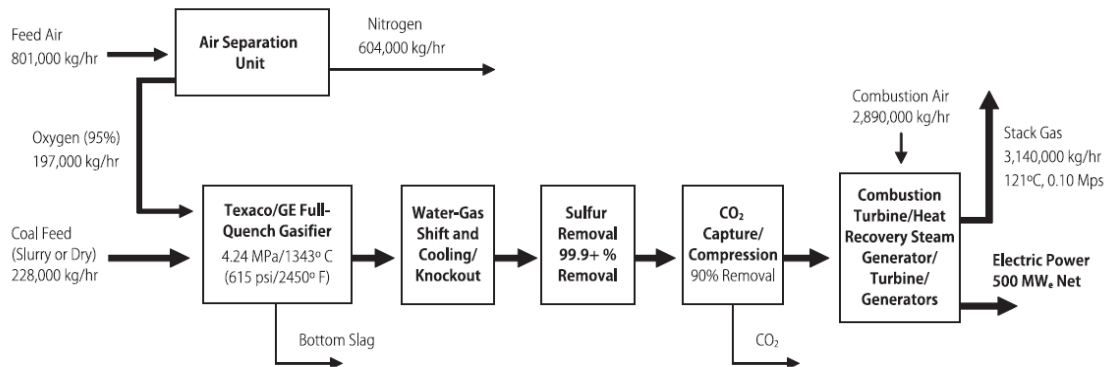 Feed Air
801,000 kg/hr
Air Separation
Unit
Nitrogen
604,000 kg/hr
Oxygen (95%)
197,000 kg/hr
Combustion Air
2,890,000 kg/hr
Stack Gas
3,140,000 kg/hr
121º C, 0.10 Mps
Coal Feed
(Slurry or Dry)
228,000 kg/hr
Texaco/GE Full-
Quench Gasifier
4.24 MPa/1343º C
(615 psi/2450º F)
Water-Gas
Shift and
Cooling/
Knockout
Sulfur
Removal
99.9+ %
Removal
CO₂
Capture/
Compression
90% Removal
Combustion
Turbine/Heat
Recovery Steam
Generator/
Turbine/
Generators
Electric Power
500 MWₑ Net
Bottom Slag
CO₂